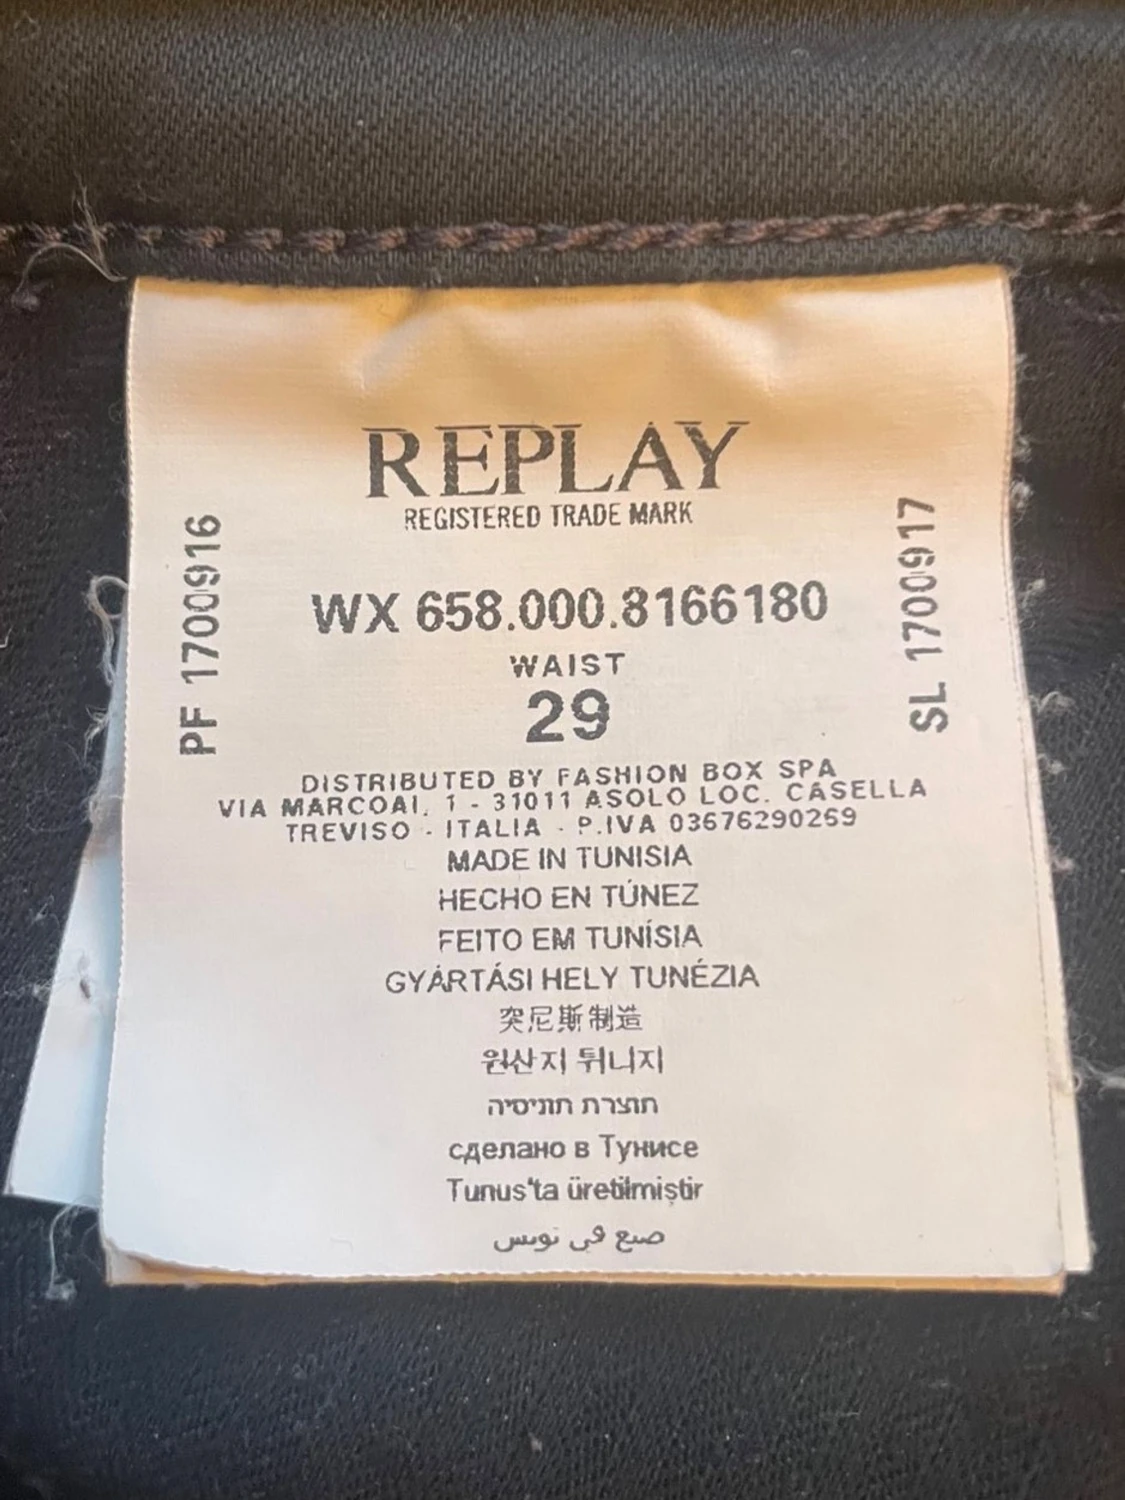 REPLAY
REGISTERED TRADE MARK
PF 1700916
SL 1700917
WX 658.000.8166180
WAIST
29
DISTRIBUTED BY FASHION BOX SPA
VIA MARCOAI, 1 - 31011 ASOLO LOC. CASELLA
TREVISO - ITALIA - P.IVA 03676290269
MADE IN TUNISIA
HECHO EN TÚNEZ
FEITO EM TUNÍSIA
GYÁRTÁSI HELY TUNÉZIA
突尼斯制造
원산지 튀니지
תוצרת תוניסיה
сделано в Тунисе
Tunus'ta üretilmiştir
صنع في تونس